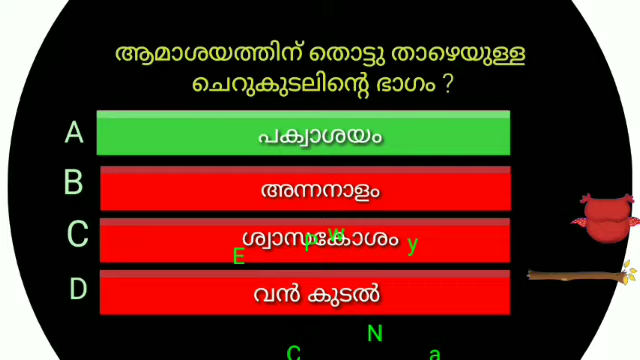 ആമാശയത്തിന് തൊട്ടു താഴെയുള്ള
ചെറുകുടലിന്റെ ഭാഗം ?
A പക്വാശയം
B അന്നനാളം
C ശ്വാസകോശം
E p w y
D വൻ കുടൽ
N
C a